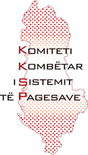 KOMITETI
KOMBËTAR
I SISTEMIT
TË PAGESAVE